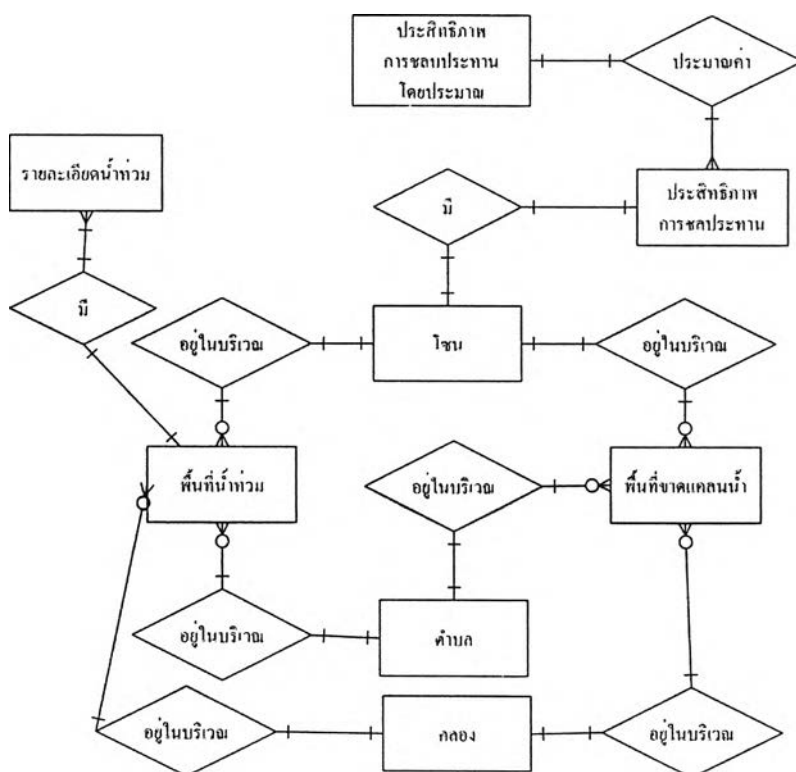 ประสิทธิภาพ
การชลบประทาน
โดยประมาณ
ประมาณค่า
รายละเอียดน้ำท่วม
มี
ประสิทธิภาพ
การชลประทาน
มี
อยู่ในบริเวณ
โซน
อยู่ในบริเวณ
พื้นที่น้ำท่วม
อยู่ในบริเวณ
พื้นที่ขาดแคลนน้ำ
อยู่ในบริเวณ
ตำบล
อยู่ในบริเวณ
คลอง
อยู่ในบริเวณ